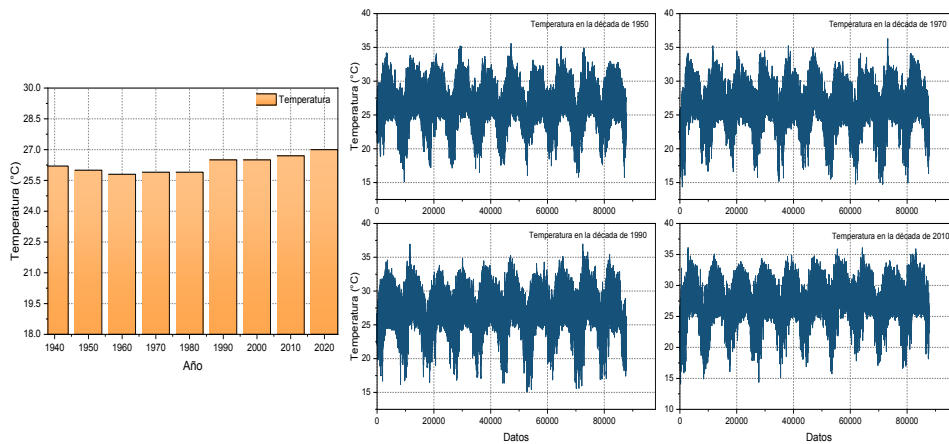 Temperatura
Temperatura (°C)
30.0
28.5
27.0
25.5
24.0
22.5
21.0
19.5
18.0
1940 1950 1960 1970 1980 1990 2000 2010 2020
Año
Temperatura en la década de 1950
Temperatura (°C)
40
35
30
25
20
15
0 20000 40000 60000 80000
Temperatura en la década de 1970
40
35
30
25
20
15
0 20000 40000 60000 80000
Temperatura en la década de 1990
Temperatura (°C)
40
35
30
25
20
15
0 20000 40000 60000 80000
Datos
Temperatura en la década de 2010
40
35
30
25
20
15
10
0 20000 40000 60000 80000
Datos